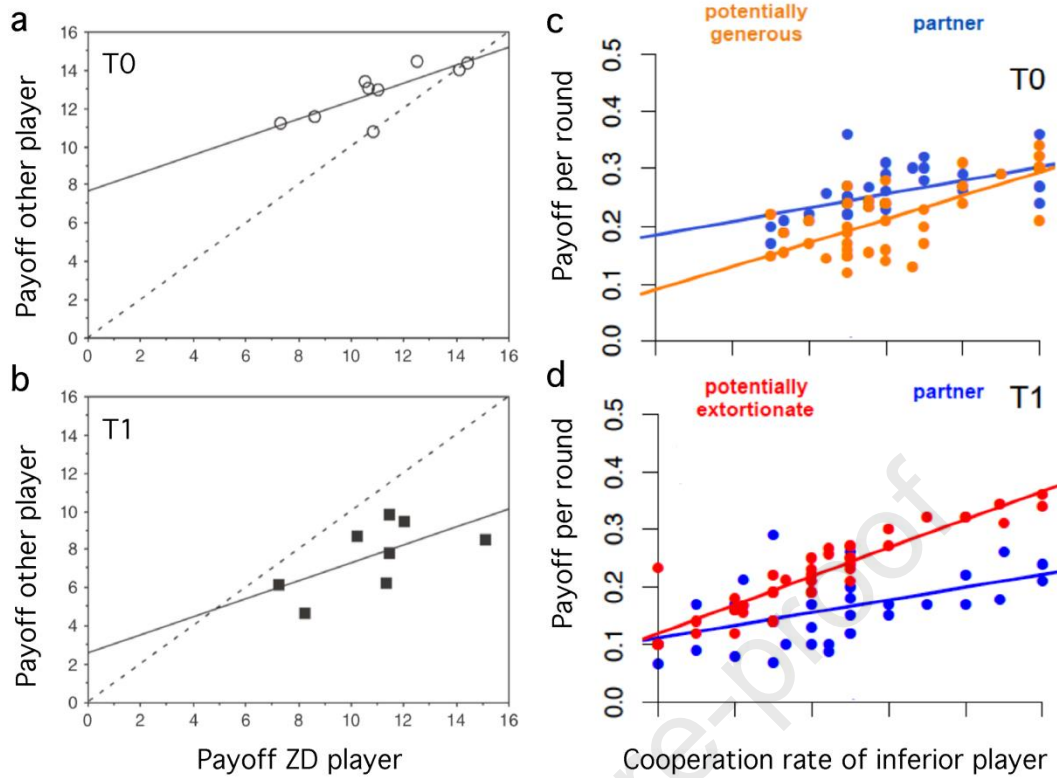 a
T0
Payoff other player
16
14
12
10
8
6
4
2
0
0 2 4 6 8 10 12 14 16
b
T1
Payoff other player
16
14
12
10
8
6
4
2
0
0 2 4 6 8 10 12 14 16
Payoff ZD player
c
potentially
generous
partner
T0
Payoff per round
0.5
0.4
0.3
0.2
0.1
0.0
d
potentially
extortionate
partner
T1
Payoff per round
0.5
0.4
0.3
0.2
0.1
0.0
Cooperation rate of inferior player
re-proof